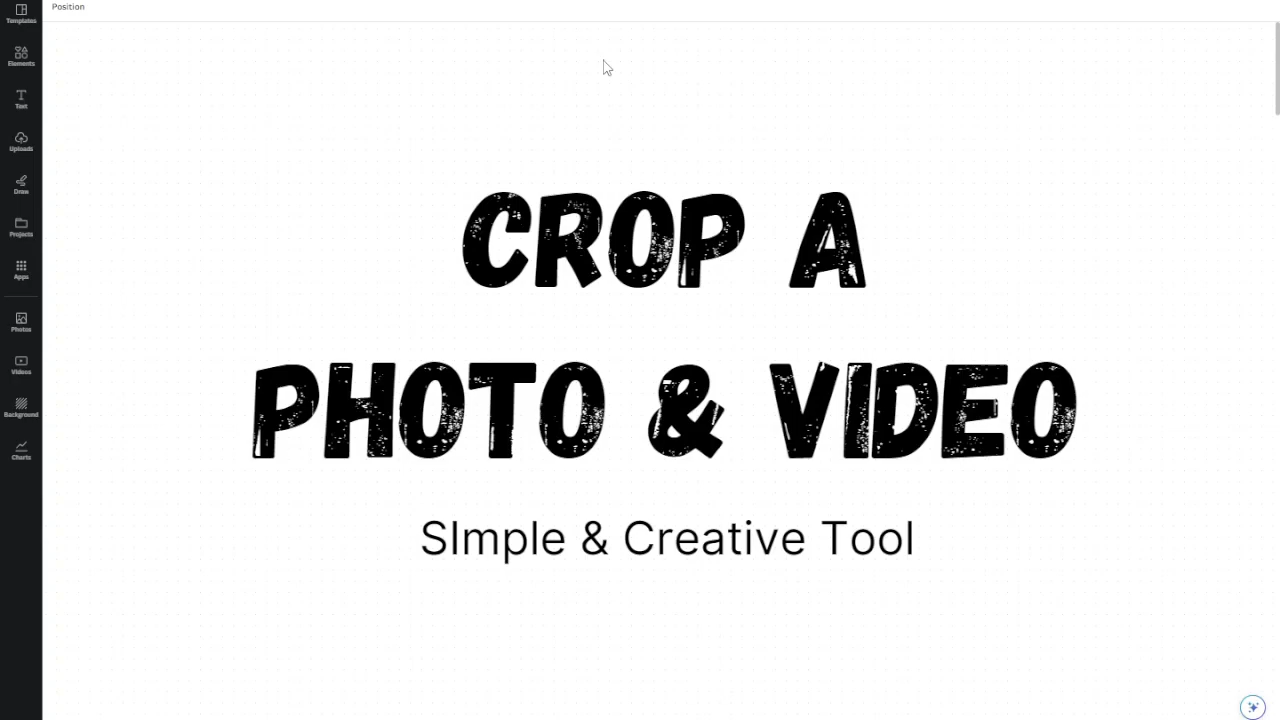 Position
Templates
Elements
Text
Uploads
Draw
Projects
Apps
Photos
Videos
Background
Charts
CROP A
PHOTO & VIDEO
SImple & Creative Tool